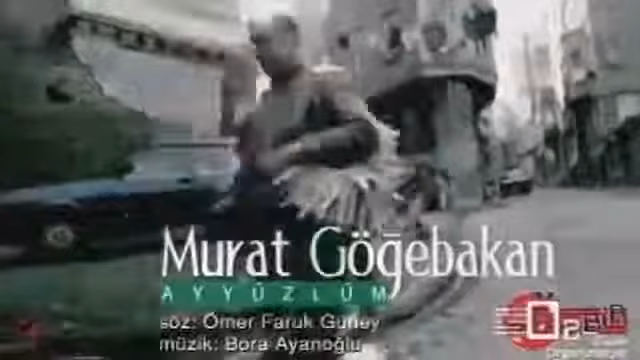 Murat Göğebakan
AYYÜZLÜM
söz: Ömer Faruk Güney
müzik: Bora Ayanoğlu